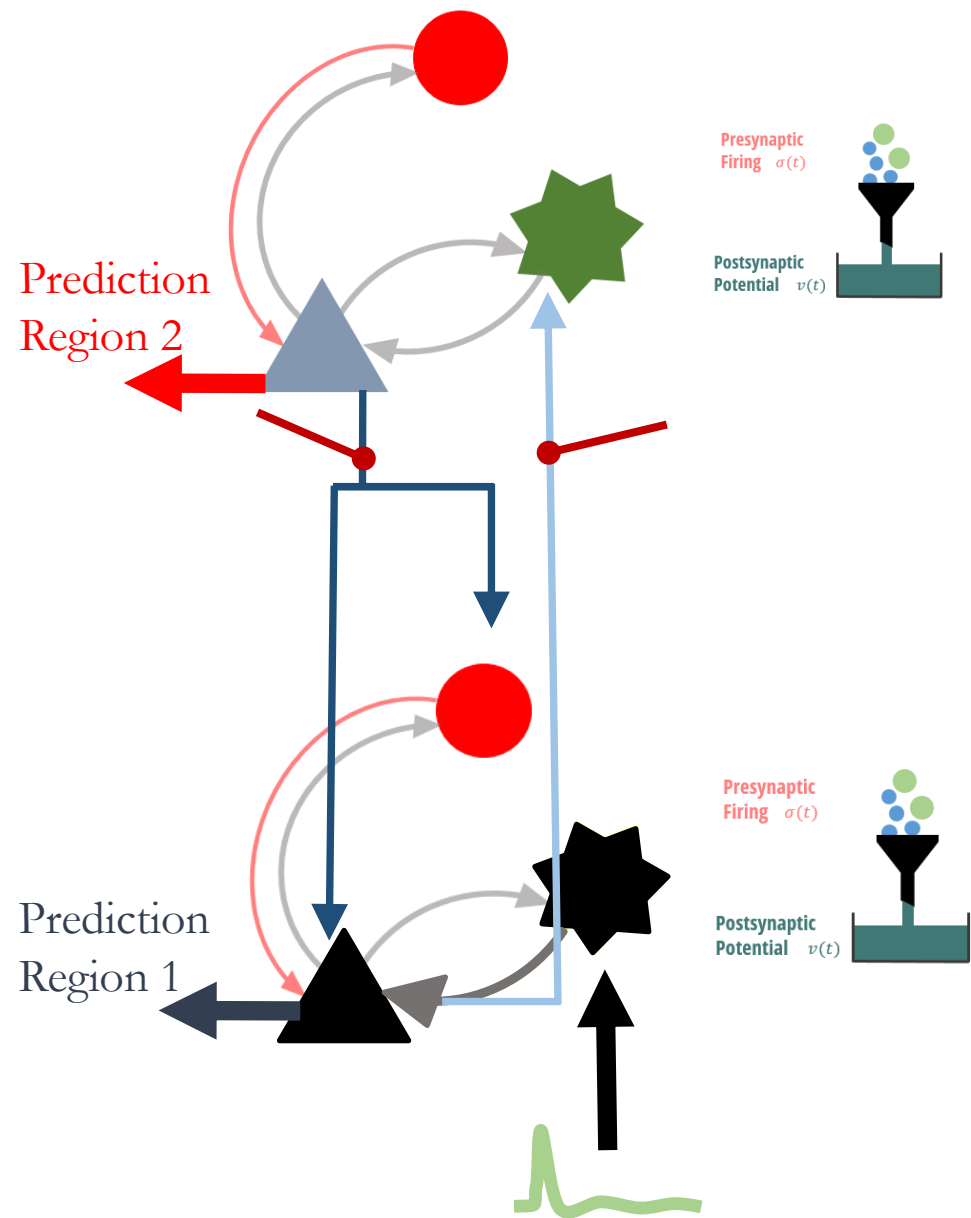 Presynaptic
Firing σ(t)
Postsynaptic
Potential v(t)
Prediction
Region 2
Presynaptic
Firing σ(t)
Postsynaptic
Potential v(t)
Prediction
Region 1